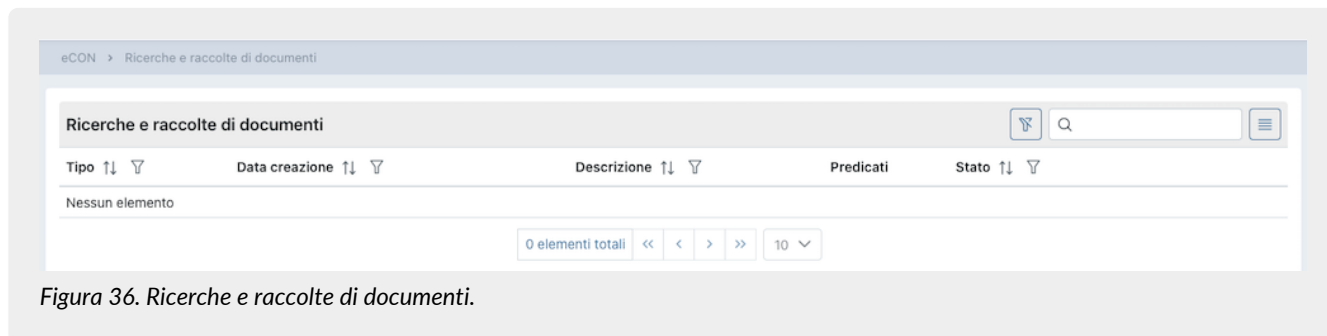 eCON > Ricerche e raccolte di documenti
Ricerche e raccolte di documenti
Tipo Data creazione Descrizione Predicati Stato
Nessun elemento
0 elementi totali << < > >> 10
Figura 36. Ricerche e raccolte di documenti.